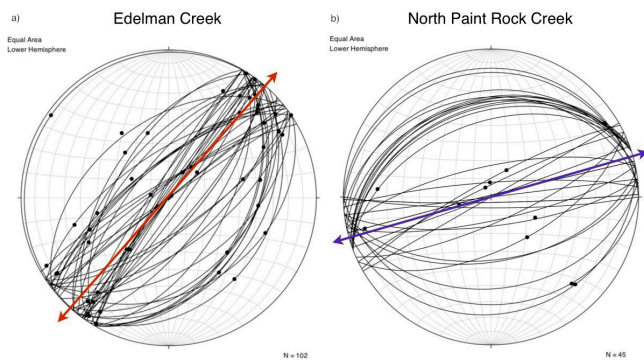 a) Edelman Creek
Equal Area
Lower Hemisphere
N = 102
b) North Paint Rock Creek
Equal Area
Lower Hemisphere
N = 45